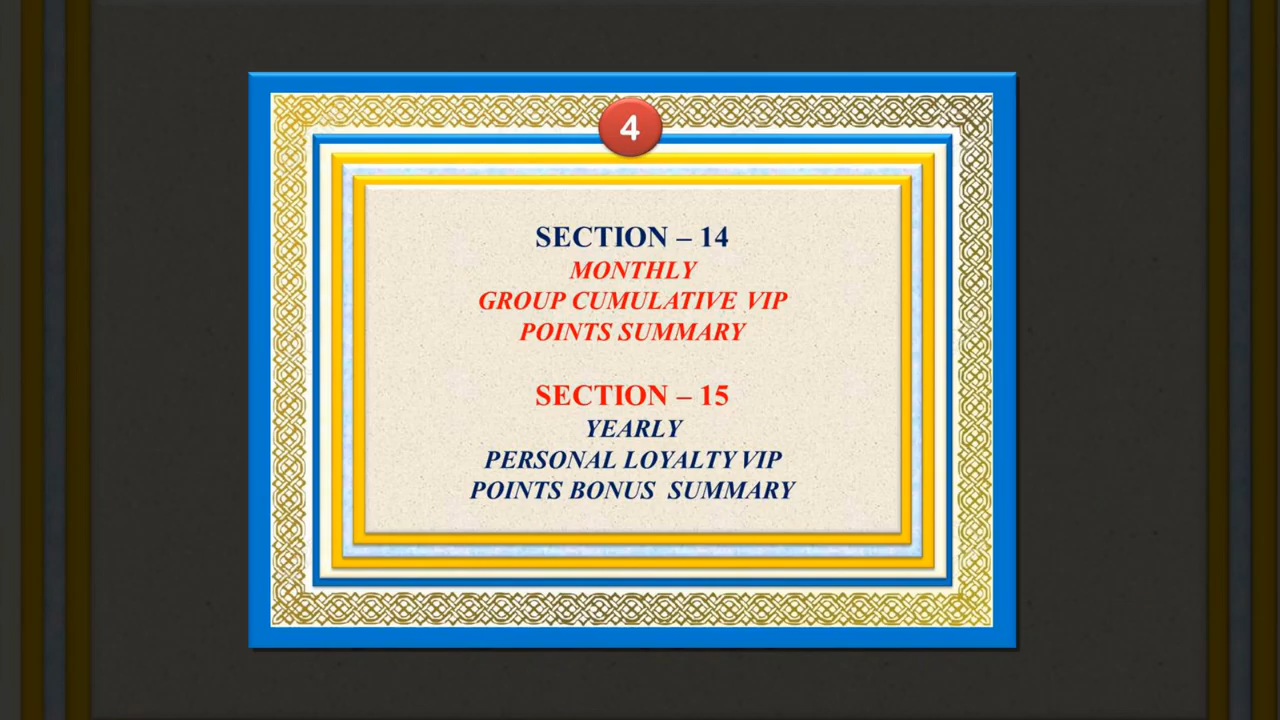 4
SECTION – 14
MONTHLY
GROUP CUMULATIVE VIP
POINTS SUMMARY
SECTION – 15
YEARLY
PERSONAL LOYALTY VIP
POINTS BONUS SUMMARY